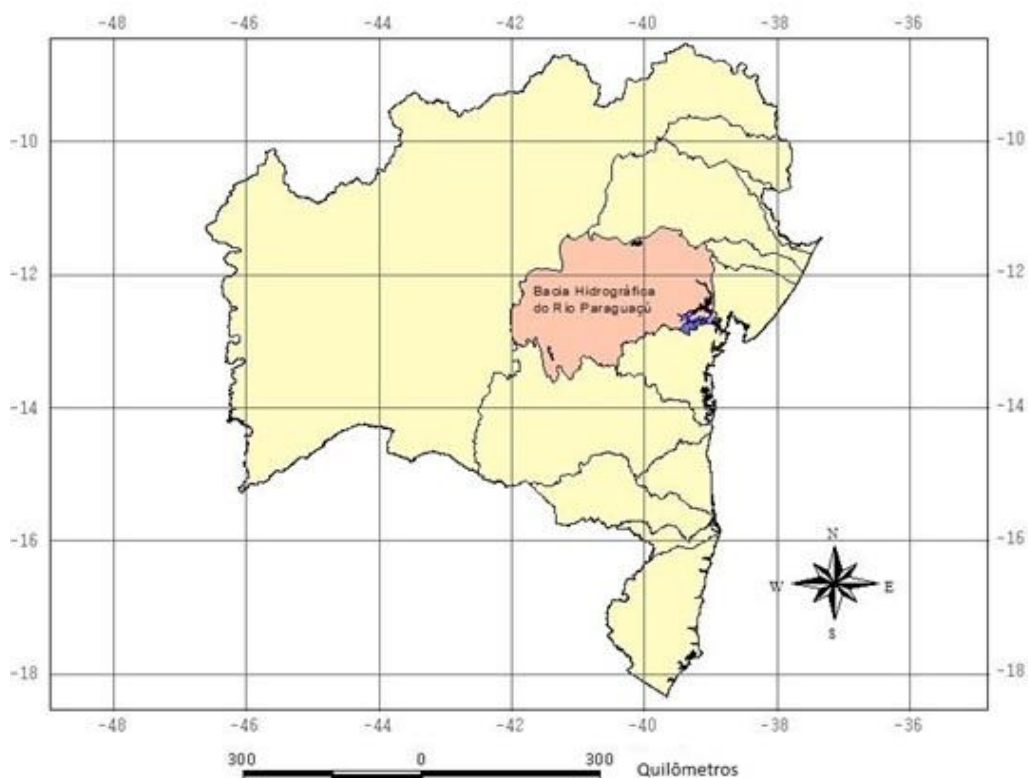 -48 -46 -44 -42 -40 -38 -36
-10 -10
-12 -12
Bacia Hidrográfica
do Rio Paraguaçú
-14 -14
-16 -16
N
W E
S
-18 -18
-48 -46 -44 -42 -40 -38 -36
300 0 300 Quilômetros